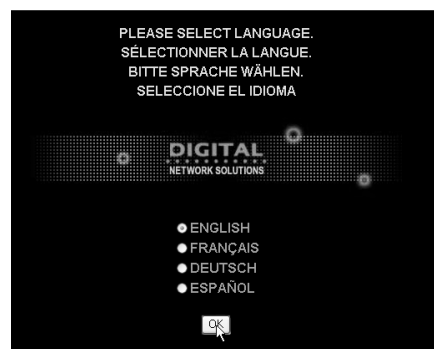 PLEASE SELECT LANGUAGE.
SÉLECTIONNER LA LANGUE.
BITTE SPRACHE WÄHLEN.
SELECCIONE EL IDIOMA
DIGITAL
NETWORK SOLUTIONS
ENGLISH
FRANÇAIS
DEUTSCH
ESPAÑOL
OK